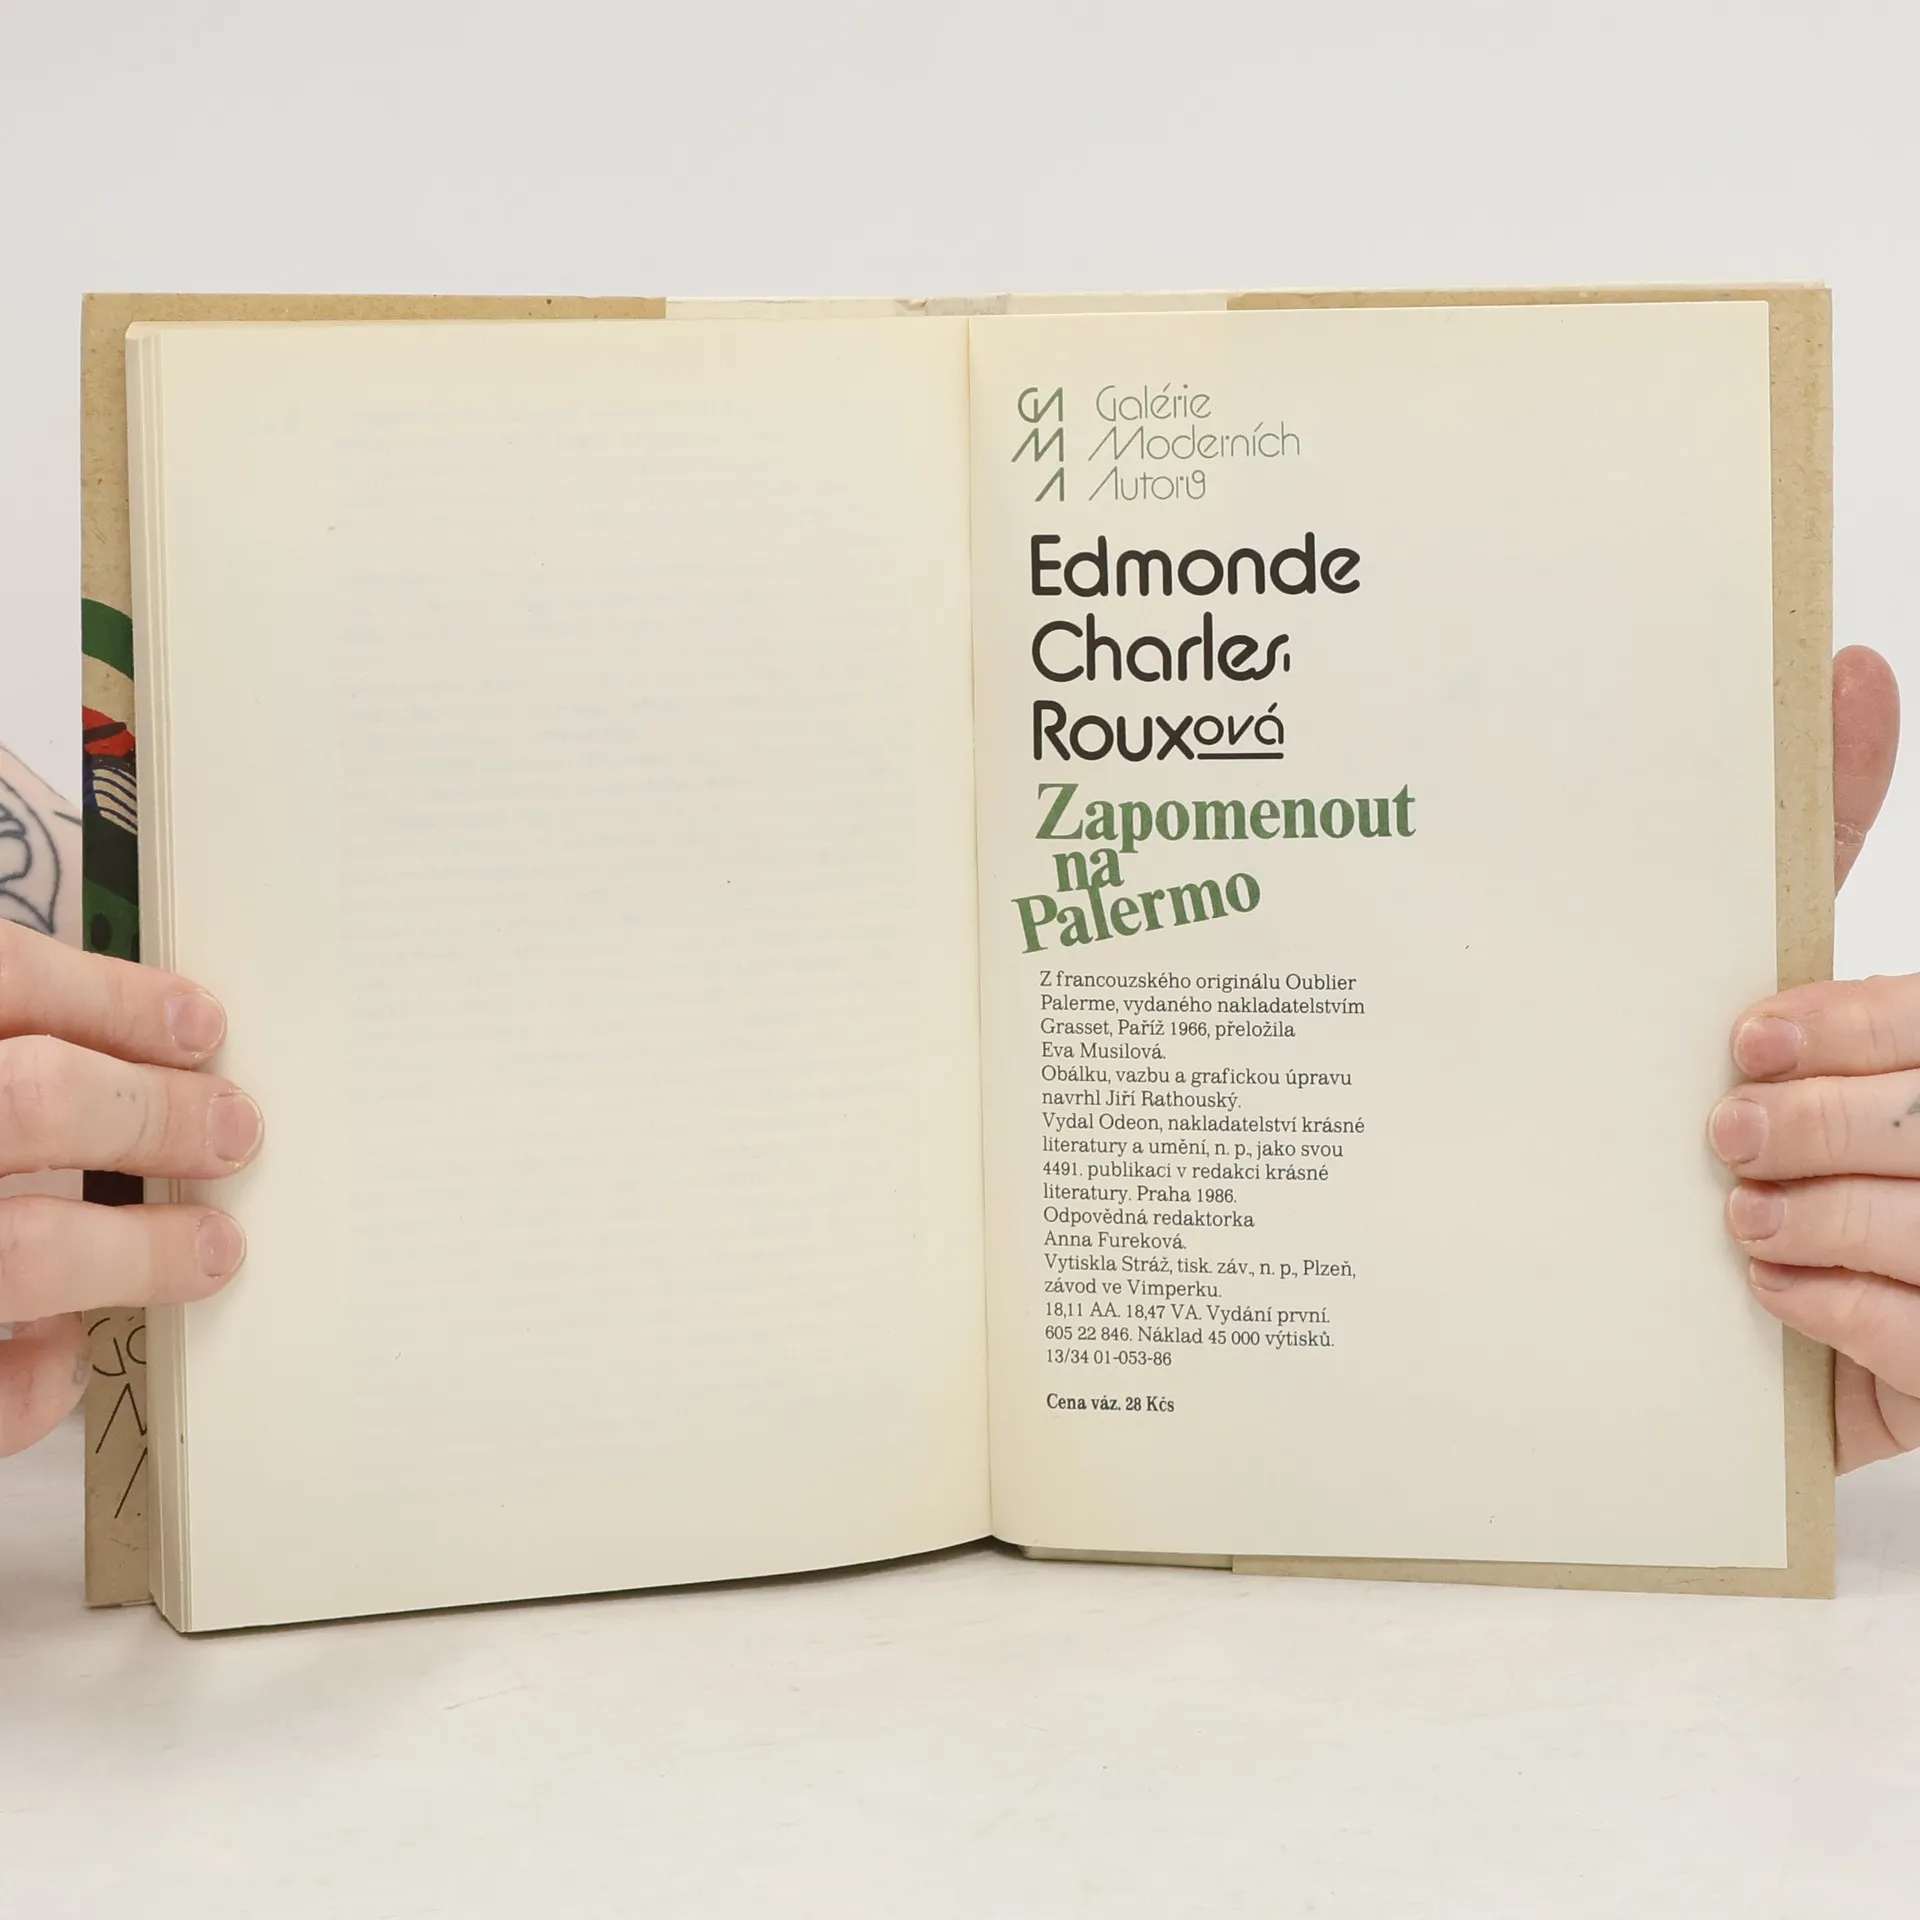 GMA
Galérie
Moderních
Autorů
Edmonde
Charles-
Rouxová
Zapomenout
na
Palermo
Z francouzského originálu Oublier
Palerme, vydaného nakladatelstvím
Grasset, Paříž 1966, přeložila
Eva Musilová.
Obálku, vazbu a grafickou úpravu
navrhl Jiří Rathouský.
Vydal Odeon, nakladatelství krásné
literatury a umění, n. p., jako svou
4491. publikaci v redakci krásné
literatury. Praha 1986.
Odpovědná redaktorka
Anna Fureková.
Vytiskla Stráž, tisk. záv., n. p., Plzeň,
závod ve Vimperku.
18,11 AA. 18,47 VA. Vydání první.
605 22 846. Náklad 45 000 výtisků.
13/34 01-053-86
Cena váz. 28 Kčs